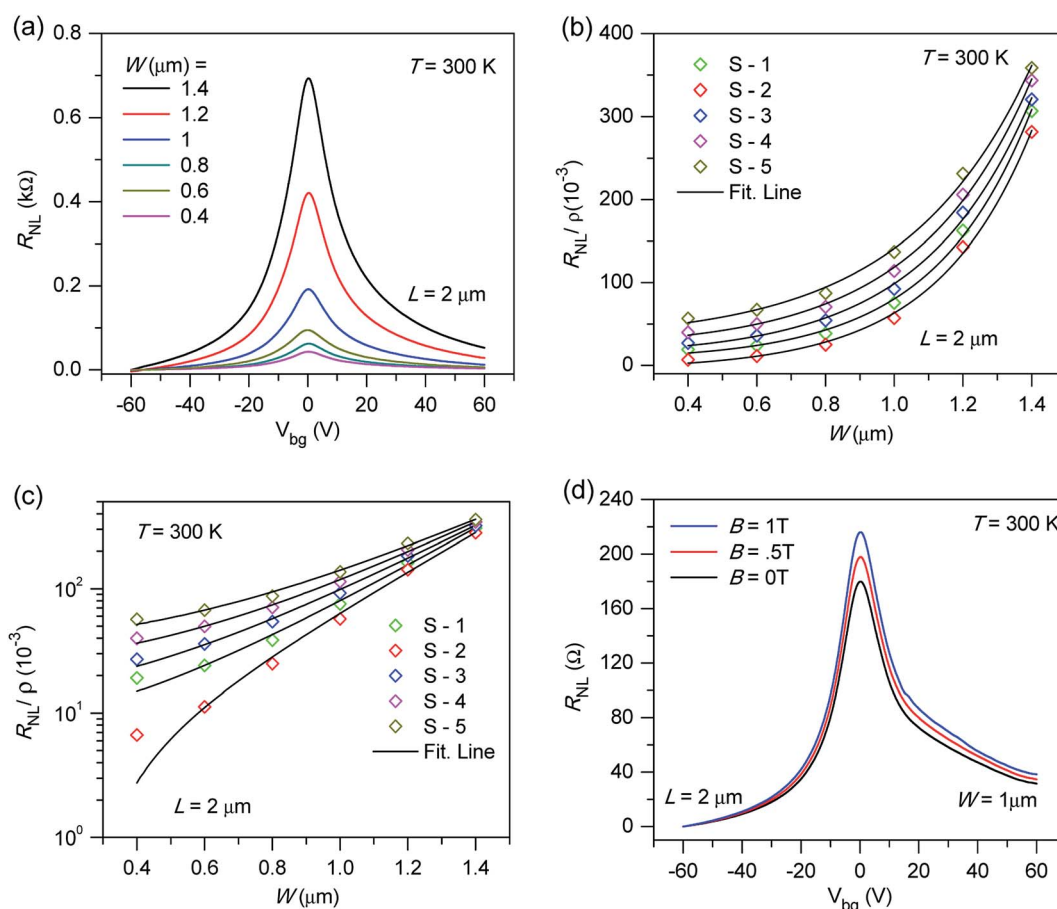 (a)
0.8
0.6
0.4
0.2
0.0
R_NL (kΩ)
W (μm) =
1.4
1.2
1
0.8
0.6
0.4
T = 300 K
L = 2 μm
-60 -40 -20 0 20 40 60
V_bg (V)
(b)
400
300
200
100
0
R_NL / ρ (10^-3)
S - 1
S - 2
S - 3
S - 4
S - 5
Fit. Line
T = 300 K
L = 2 μm
0.4 0.6 0.8 1.0 1.2 1.4
W (μm)
(c)
10^2
10^1
10^0
R_NL / ρ (10^-3)
T = 300 K
S - 1
S - 2
S - 3
S - 4
S - 5
Fit. Line
L = 2 μm
0.4 0.6 0.8 1.0 1.2 1.4
W (μm)
(d)
240
200
160
120
80
40
0
R_NL (Ω)
B = 1T
B = .5T
B = 0T
T = 300 K
L = 2 μm
W = 1μm
-60 -40 -20 0 20 40 60
V_bg (V)